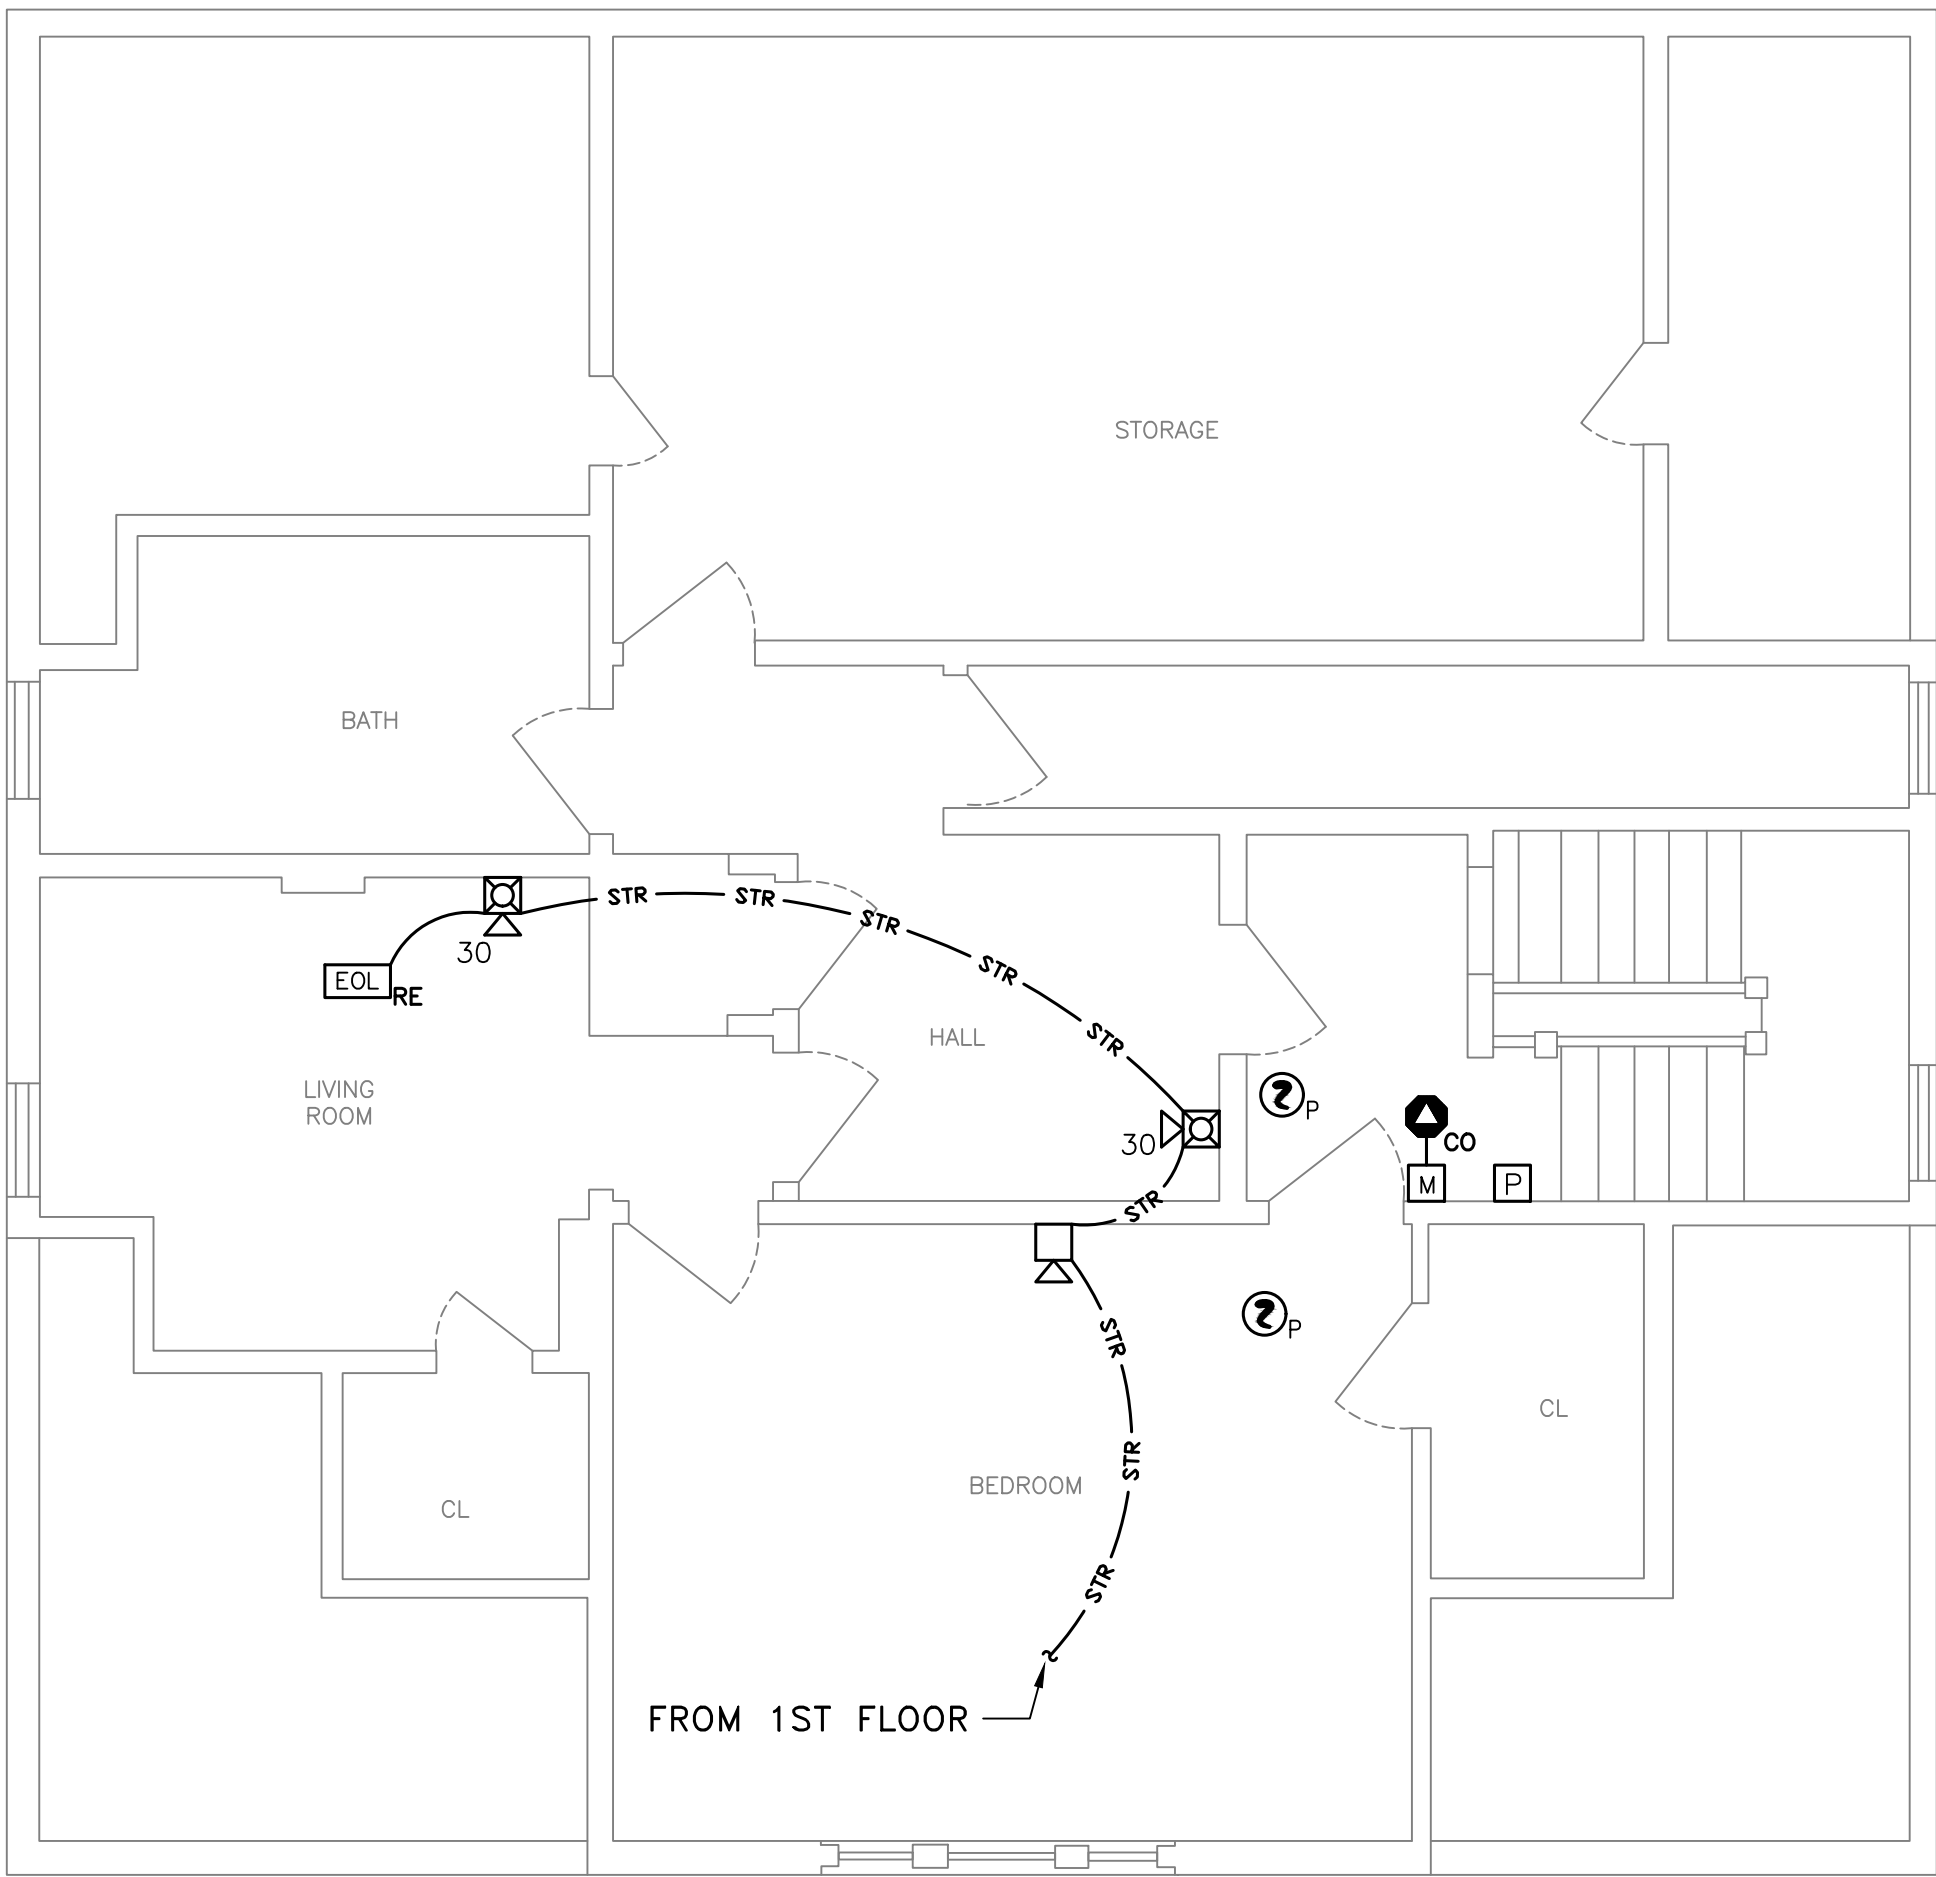 STORAGE
BATH
STR
STR
STR
STR
STR
30
EOL
RE
HALL
LIVING
ROOM
P
30
CO
M
P
STR
P
STR
CL
STR
BEDROOM
CL
STR
FROM 1ST FLOOR